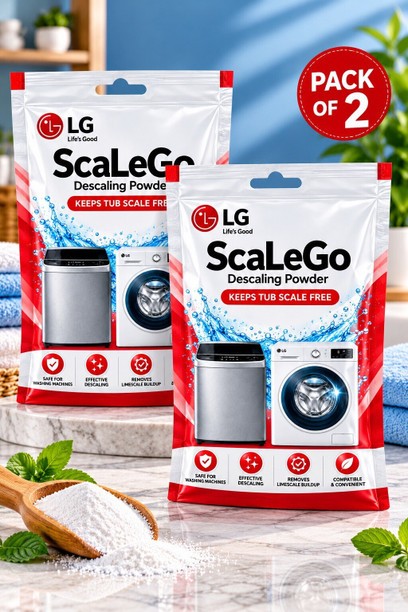 PACK
OF 2
LG
Life's Good
ScaLeGo
Descaling Powder
KEEPS TUB SCALE FREE
LG
SAFE FOR
WASHING MACHINES
EFFECTIVE
DESCALING
REMOVES
LIMESCALE BUILDUP
LG
Life's Good
ScaLeGo
Descaling Powder
KEEPS TUB SCALE FREE
LG
SAFE FOR
WASHING MACHINES
EFFECTIVE
DESCALING
REMOVES
LIMESCALE BUILDUP
COMPATIBLE
& CONVENIENT